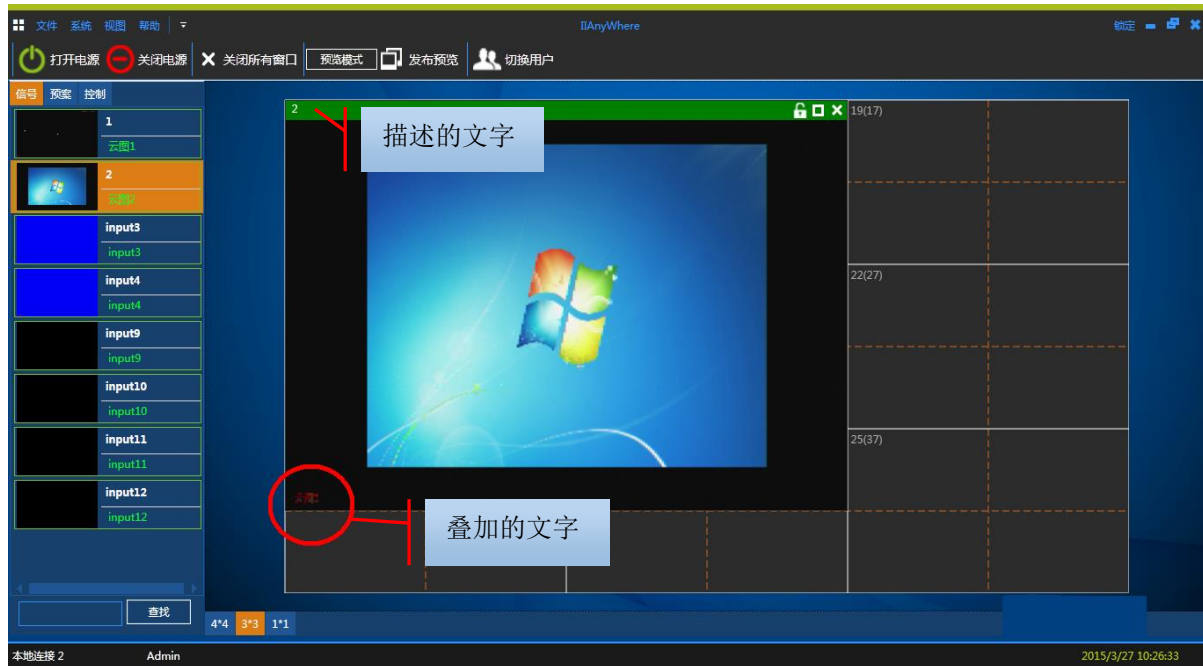 文件 系统 视图 帮助
IIAnyWhere
锁定
打开电源 关闭电源 关闭所有窗口 预览模式 发布预览 切换用户
信号 预案 控制
1
云图1
2
云图2
input3
input3
input4
input4
input9
input9
input10
input10
input11
input11
input12
input12
查找
2
描述的文字
19(17)
22(27)
25(37)
叠加的文字
4*4 3*3 1*1
本地连接 2 Admin 2015/3/27 10:26:33